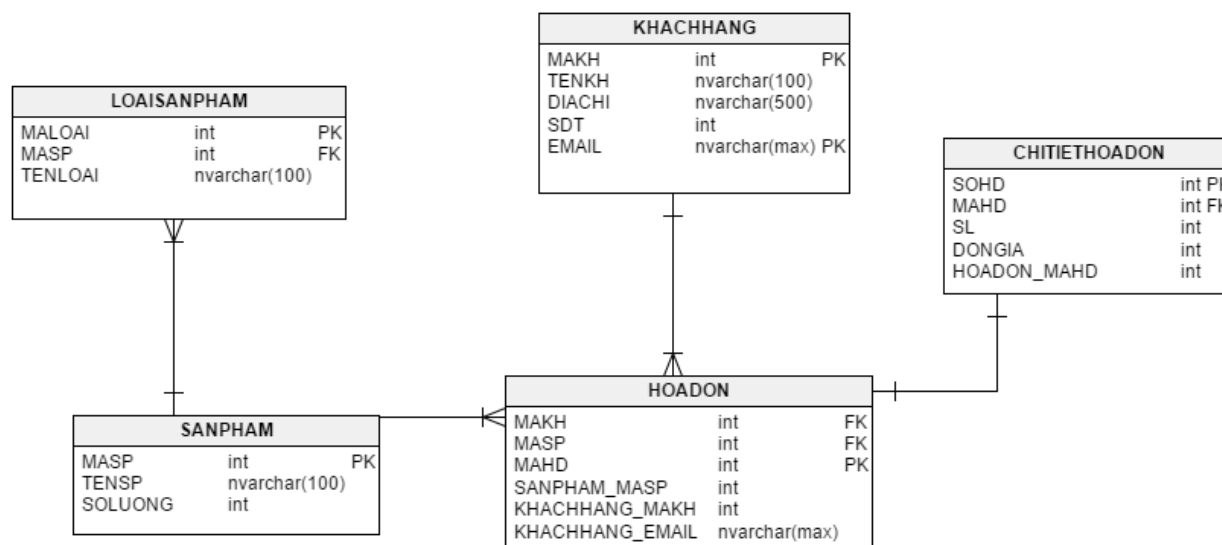 KHACHHANG
MAKH int PK
TENKH nvarchar(100)
DIACHI nvarchar(500)
SDT int
EMAIL nvarchar(max) PK
LOAISANPHAM
MALOAI int PK
MASP int FK
TENLOAI nvarchar(100)
CHITIETHOADON
SOHD int PK
MAHD int FK
SL int
DONGIA int
HOADON_MAHD int
HOADON
MAKH int FK
MASP int FK
MAHD int PK
SANPHAM_MASP int
KHACHHANG_MAKH int
KHACHHANG_EMAIL nvarchar(max)
SANPHAM
MASP int PK
TENSP nvarchar(100)
SOLUONG int